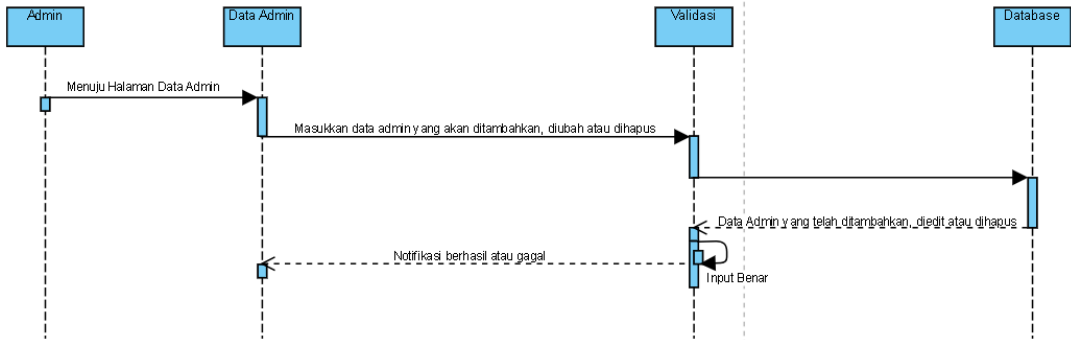 Admin
Data Admin
Validasi
Database
Menuju Halaman Data Admin
Masukkan data admin yang akan ditambahkan, diubah atau dihapus
Data Admin yang telah ditambahkan, diedit atau dihapus
Notifikasi berhasil atau gagal
Input Benar